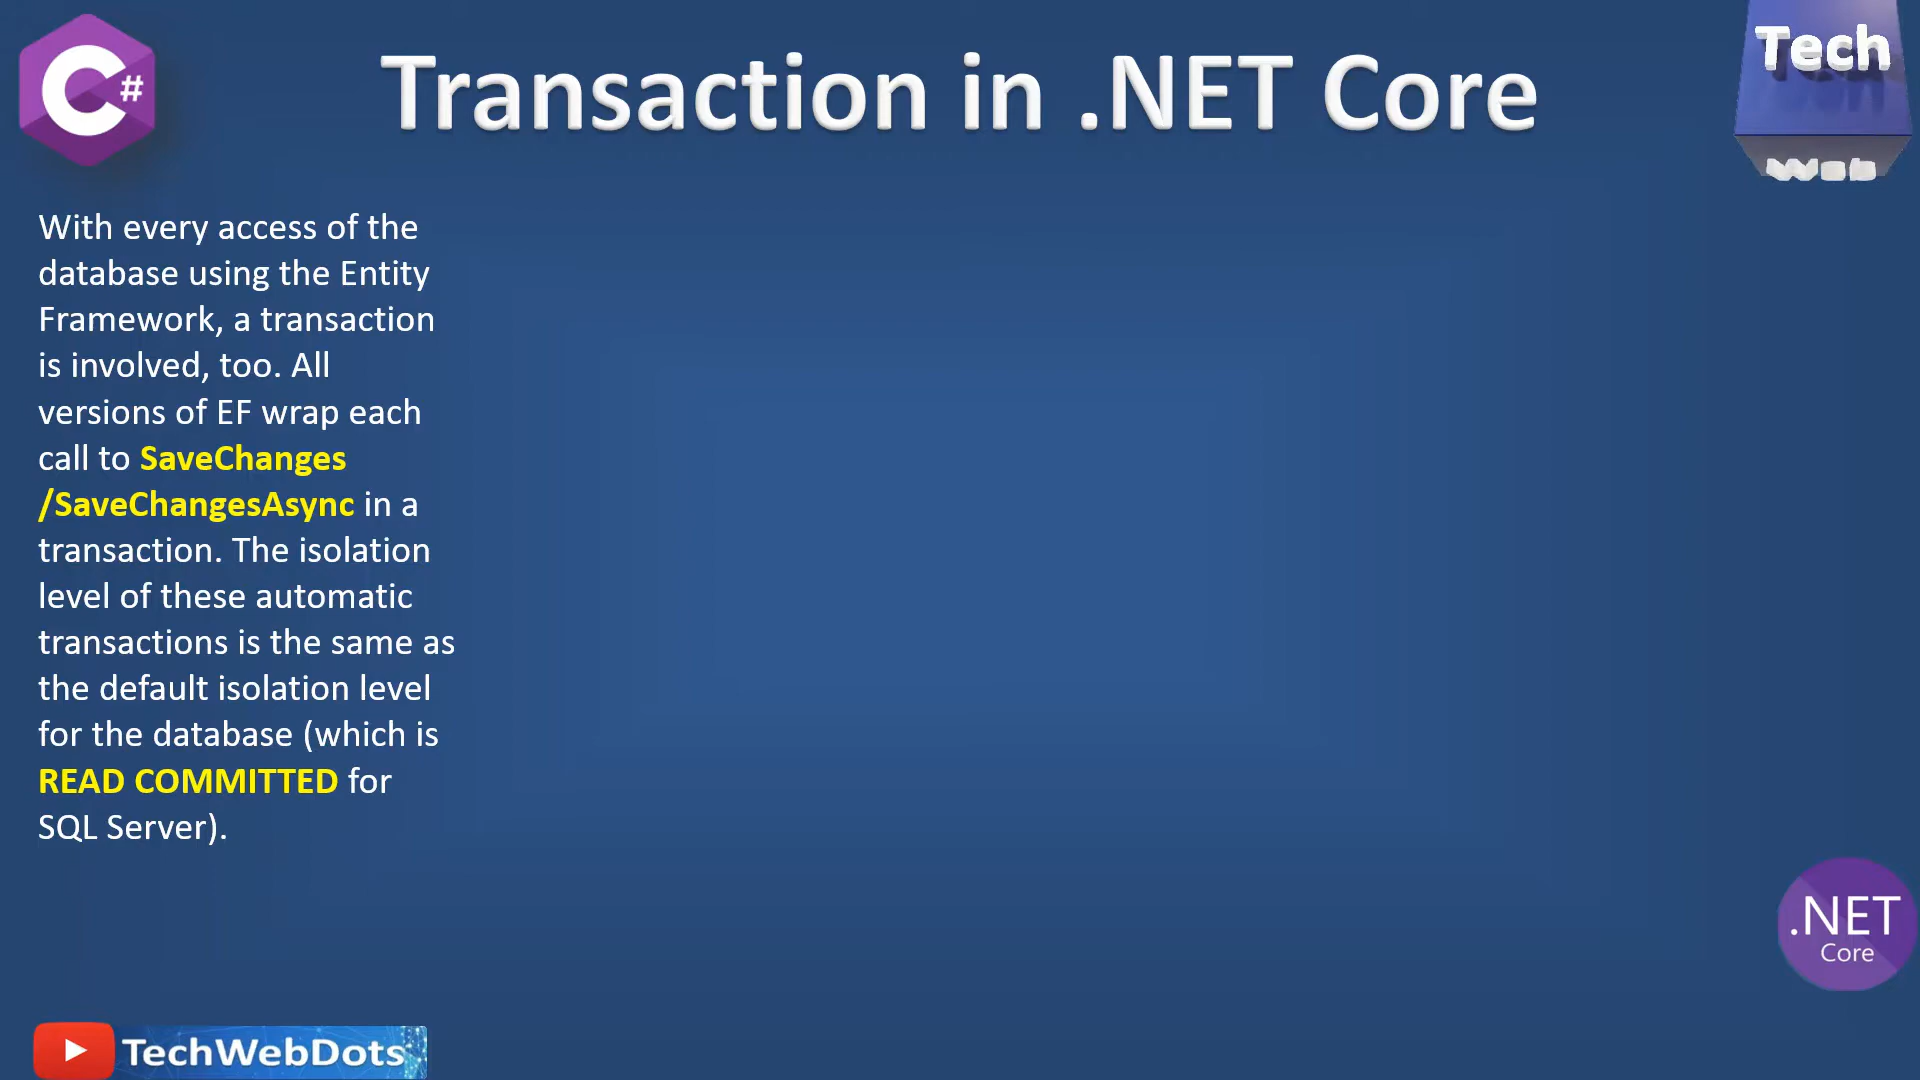 C#
Transaction in .NET Core
Tech
Web
With every access of the
database using the Entity
Framework, a transaction
is involved, too. All
versions of EF wrap each
call to SaveChanges
/SaveChangesAsync in a
transaction. The isolation
level of these automatic
transactions is the same as
the default isolation level
for the database (which is
READ COMMITTED for
SQL Server).
.NET
Core
TechWebDots